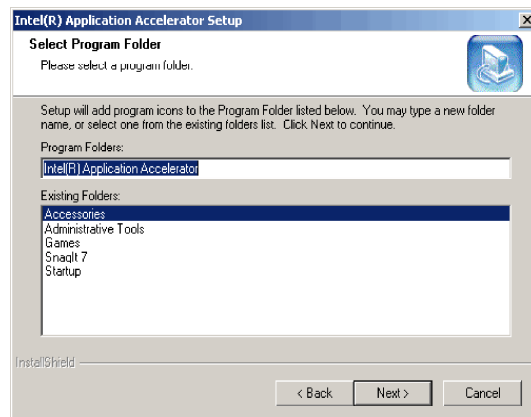 Intel(R) Application Accelerator Setup
Select Program Folder
Please select a program folder.
Setup will add program icons to the Program Folder listed below. You may type a new folder
name, or select one from the existing folders list. Click Next to continue.
Program Folders:
Intel(R) Application Accelerator
Existing Folders:
Accessories
Administrative Tools
Games
SnagIt 7
Startup
InstallShield
< Back
Next >
Cancel